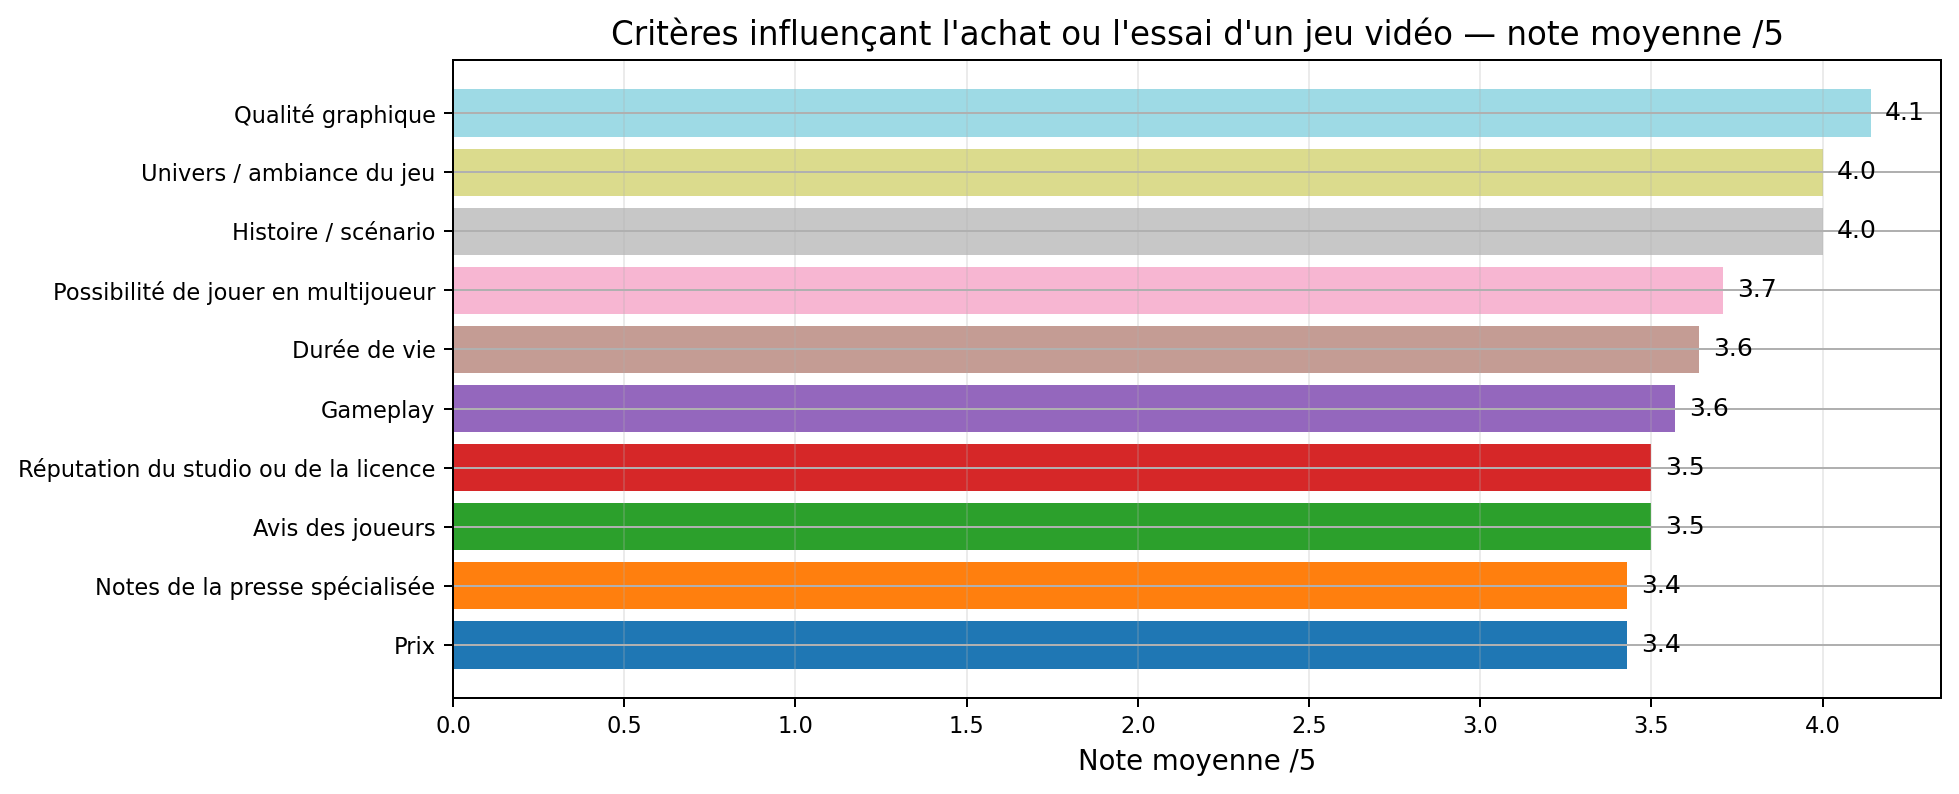 Critères influençant l'achat ou l'essai d'un jeu vidéo — note moyenne /5
Qualité graphique 4.1
Univers / ambiance du jeu 4.0
Histoire / scénario 4.0
Possibilité de jouer en multijoueur 3.7
Durée de vie 3.6
Gameplay 3.6
Réputation du studio ou de la licence 3.5
Avis des joueurs 3.5
Notes de la presse spécialisée 3.4
Prix 3.4
0.0 0.5 1.0 1.5 2.0 2.5 3.0 3.5 4.0
Note moyenne /5